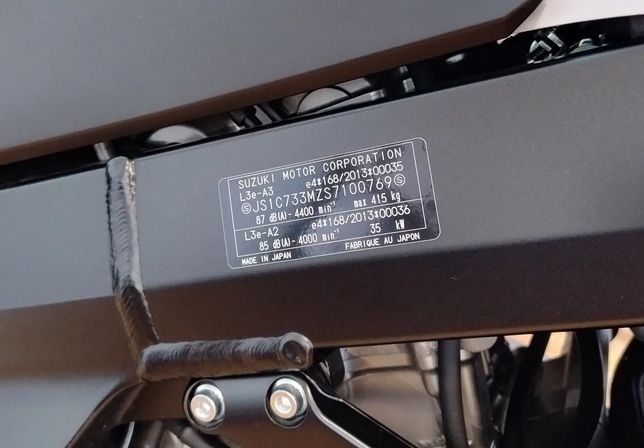 SUZUKI MOTOR CORPORATION
L3e-A3 e4*168/2013*00035
ⓈJS1C733MZS7100769Ⓢ
87 dB(A)- 4400 min⁻¹ max 415 kg
L3e-A2 e4*168/2013*00036
85 dB(A)- 4000 min⁻¹ 35 kW
MADE IN JAPAN FABRIQUE AU JAPON